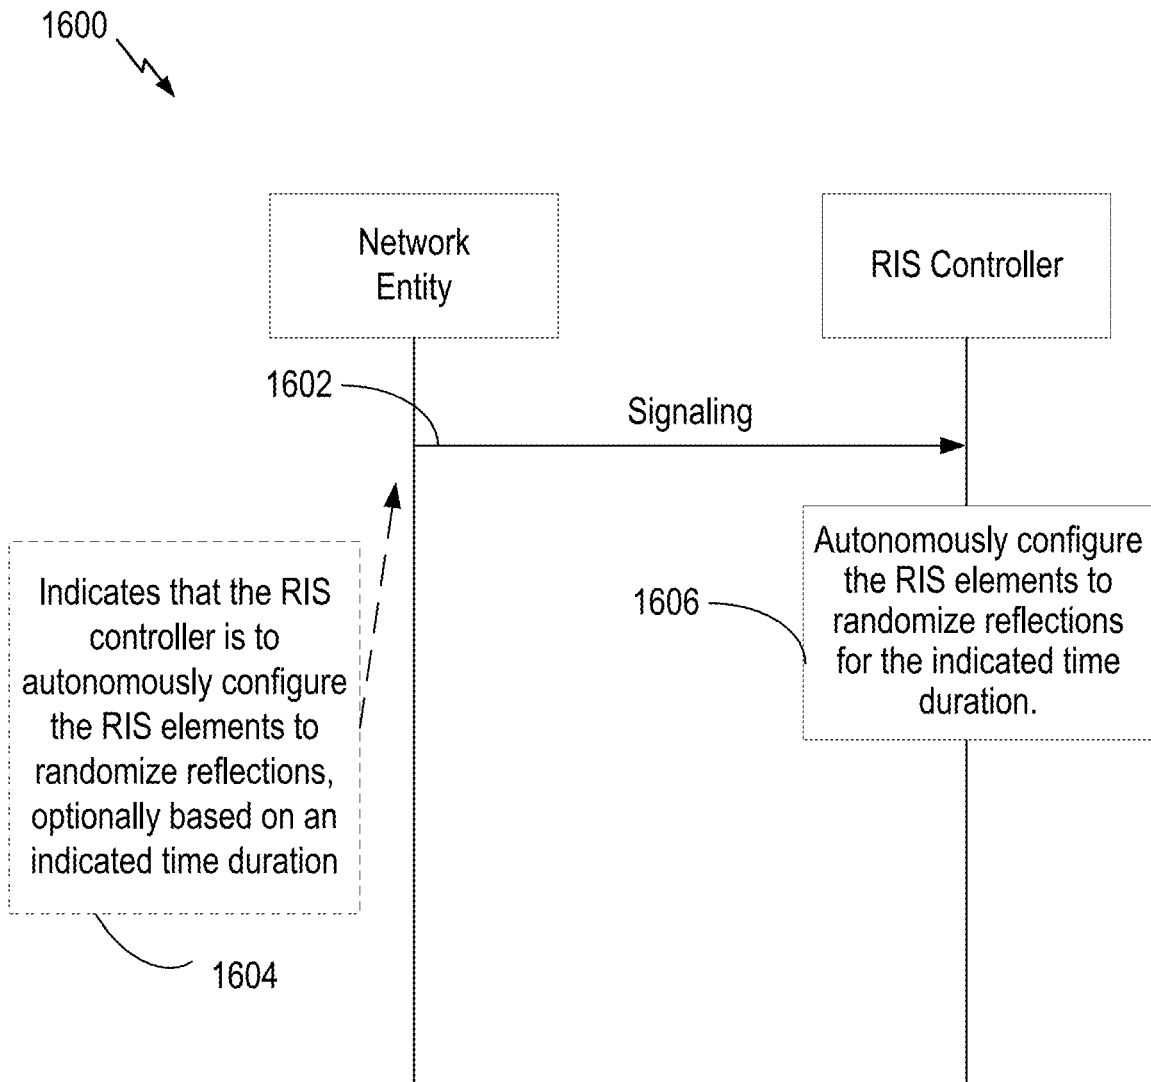 1600
Network
Entity
RIS Controller
1602
Signaling
Indicates that the RIS
controller is to
autonomously configure
the RIS elements to
randomize reflections,
optionally based on an
indicated time duration
1604
1606
Autonomously configure
the RIS elements to
randomize reflections
for the indicated time
duration.